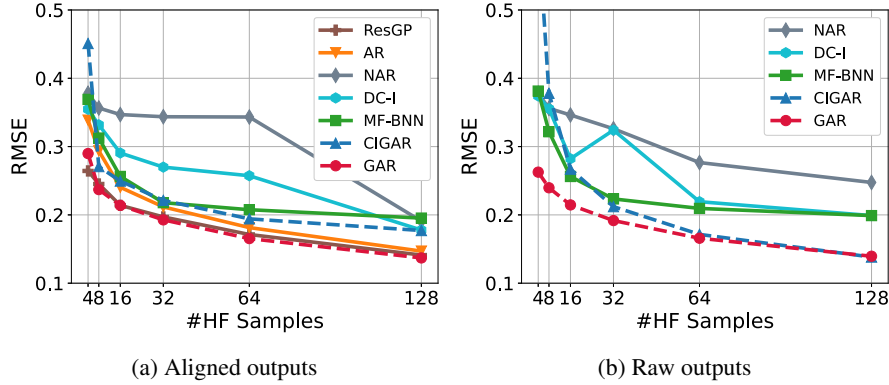 0.5
0.4
0.3
0.2
0.1
RMSE
4 8 16 32 64 128
#HF Samples
ResGP
AR
NAR
DC-I
MF-BNN
CIGAR
GAR
(a) Aligned outputs
0.5
0.4
0.3
0.2
0.1
RMSE
4 8 16 32 64 128
#HF Samples
NAR
DC-I
MF-BNN
CIGAR
GAR
(b) Raw outputs